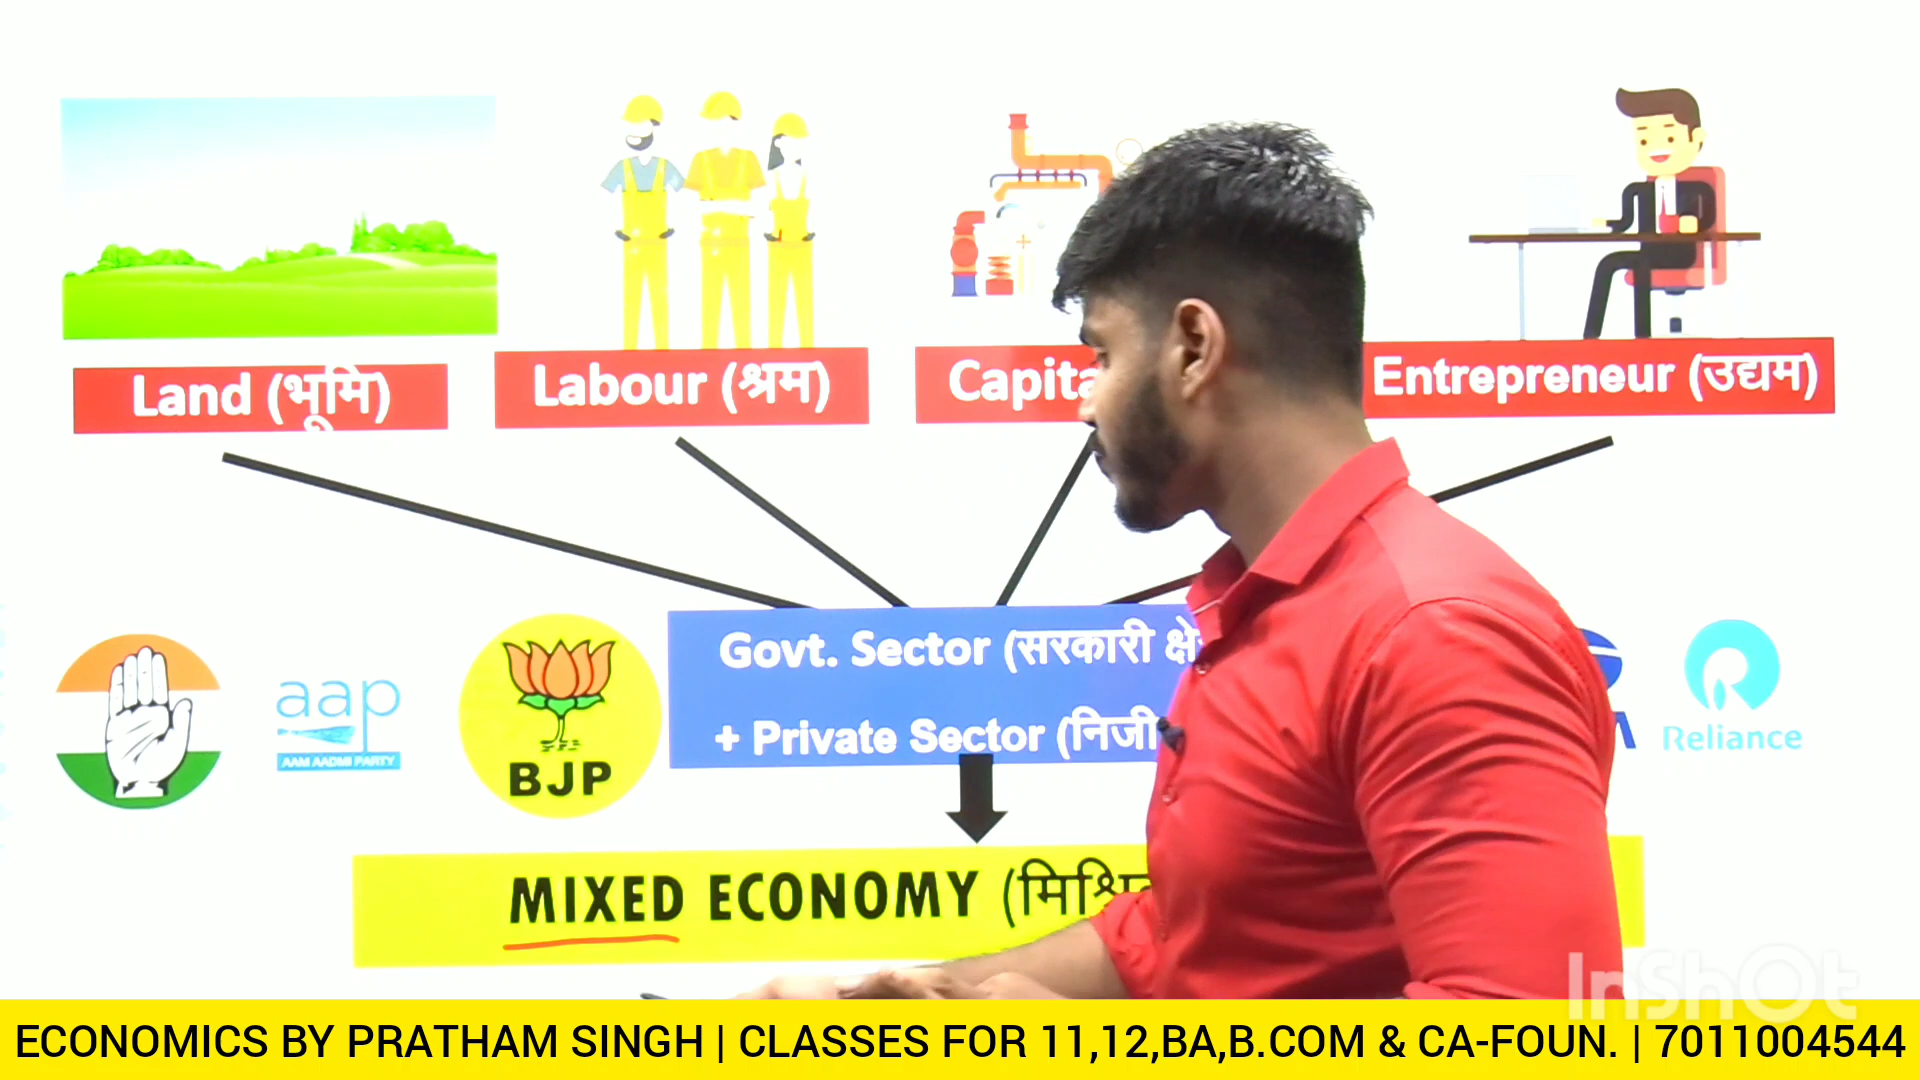 Land (भूमि)
Labour (श्रम)
Entrepreneur (उद्यम)
aap
AAM AADMI PARTY
BJP
Govt. Sector (सरकारी
+ Private Sector (निजी
Reliance
MIXED ECONOMY
InShOt
ECONOMICS BY PRATHAM SINGH | CLASSES FOR 11,12,BA,B.COM & CA-FOUN. | 7011004544